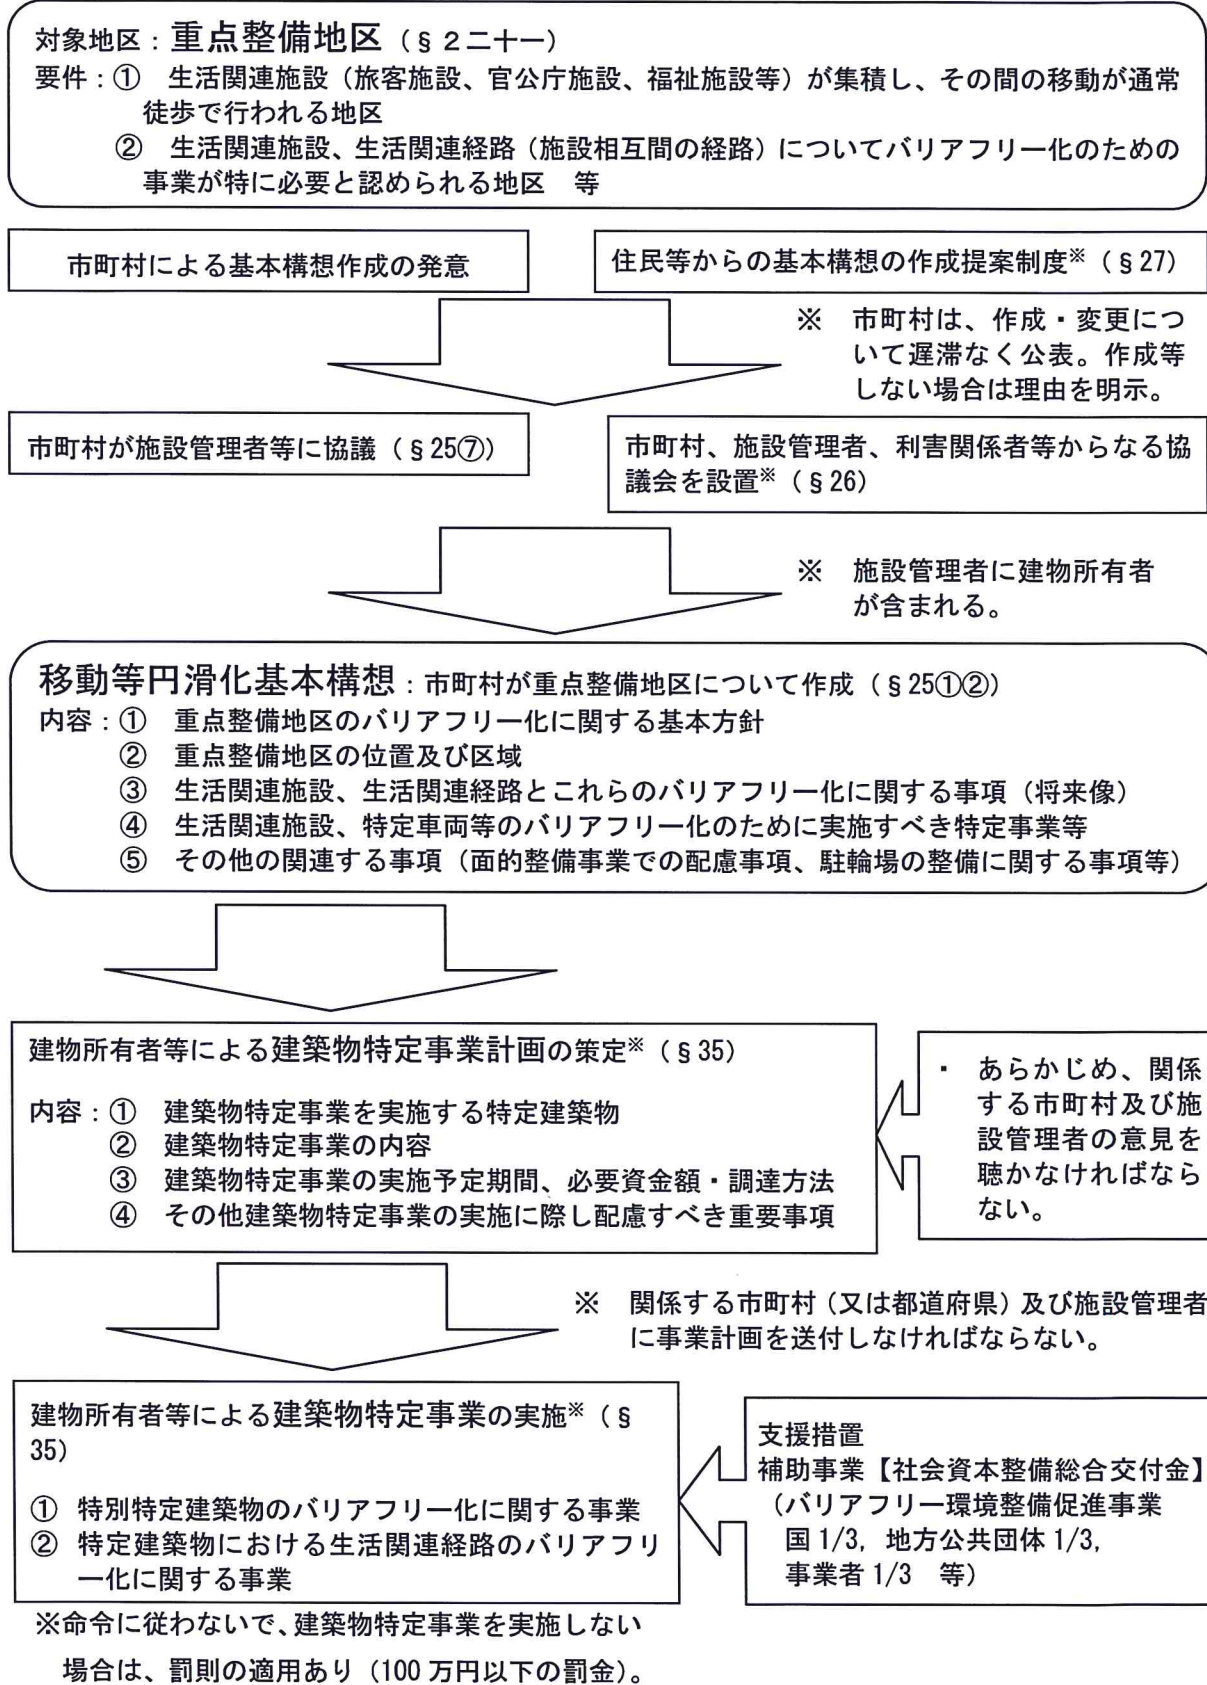 対象地区：重点整備地区（§２二十一）
要件：①　生活関連施設（旅客施設、官公庁施設、福祉施設等）が集積し、その間の移動が通常
徒歩で行われる地区
②　生活関連施設、生活関連経路（施設相互間の経路）についてバリアフリー化のための
事業が特に必要と認められる地区　等
市町村による基本構想作成の発意
住民等からの基本構想の作成提案制度※（§27）
※　市町村は、作成・変更につ
いて遅滞なく公表。作成等
しない場合は理由を明示。
市町村が施設管理者等に協議（§25⑦）
市町村、施設管理者、利害関係者等からなる協
議会を設置※（§26）
※　施設管理者に建物所有者
が含まれる。
移動等円滑化基本構想：市町村が重点整備地区について作成（§25①②）
内容：①　重点整備地区のバリアフリー化に関する基本方針
②　重点整備地区の位置及び区域
③　生活関連施設、生活関連経路とこれらのバリアフリー化に関する事項（将来像）
④　生活関連施設、特定車両等のバリアフリー化のために実施すべき特定事業等
⑤　その他の関連する事項（面的整備事業での配慮事項、駐輪場の整備に関する事項等）
建物所有者等による建築物特定事業計画の策定※（§35）
内容：①　建築物特定事業を実施する特定建築物
②　建築物特定事業の内容
③　建築物特定事業の実施予定期間、必要資金額・調達方法
④　その他建築物特定事業の実施に際し配慮すべき重要事項
・　あらかじめ、関係
する市町村及び施
設管理者の意見を
聴かなければなら
ない。
※　関係する市町村（又は都道府県）及び施設管理者
に事業計画を送付しなければならない。
建物所有者等による建築物特定事業の実施※（§
35）
①　特別特定建築物のバリアフリー化に関する事業
②　特定建築物における生活関連経路のバリアフリ
ー化に関する事業
支援措置
補助事業【社会資本整備総合交付金】
（バリアフリー環境整備促進事業
国 1/3, 地方公共団体 1/3,
事業者 1/3　等）
※命令に従わないで、建築物特定事業を実施しない
場合は、罰則の適用あり（100 万円以下の罰金）。